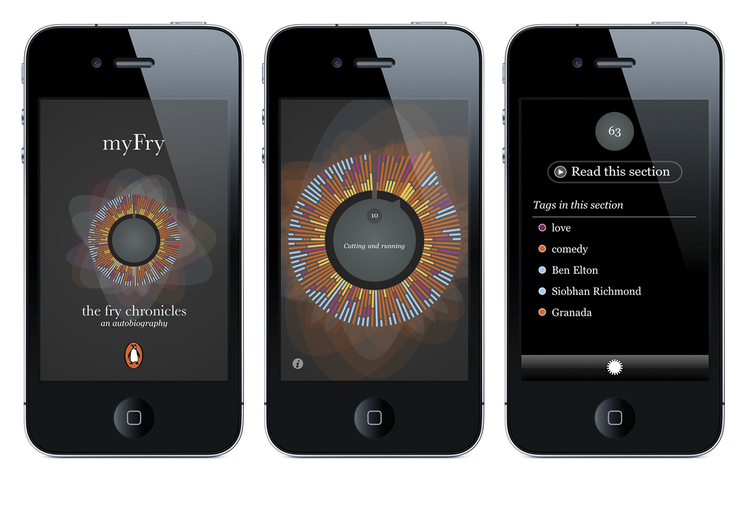 myFry
the fry chronicles
an autobiography
10
Cutting and running
i
63
Read this section
Tags in this section
love
comedy
Ben Elton
Siobhan Richmond
Granada